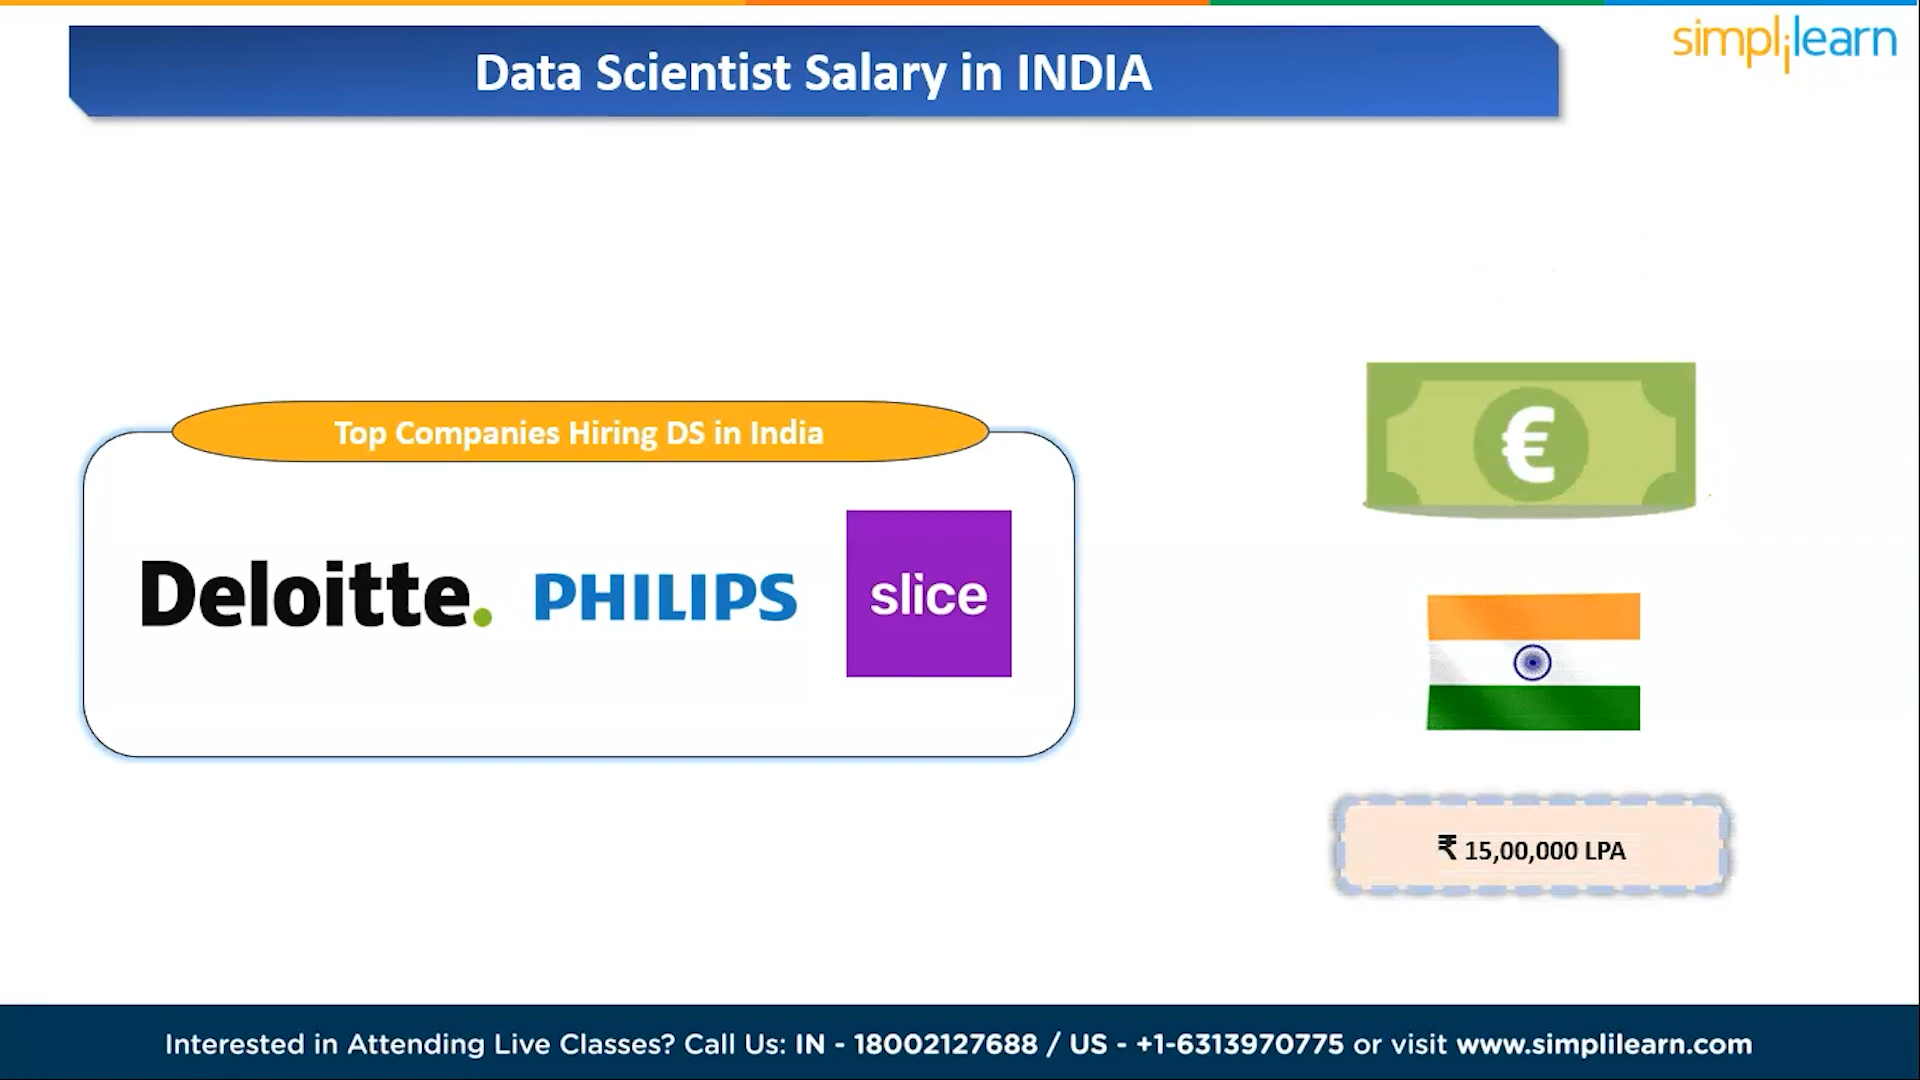 Data Scientist Salary in INDIA
simplilearn
Top Companies Hiring DS in India
Deloitte.
PHILIPS
slice
€
₹ 15,00,000 LPA
Interested in Attending Live Classes? Call Us: IN - 18002127688 / US - +1-6313970775 or visit www.simplilearn.com